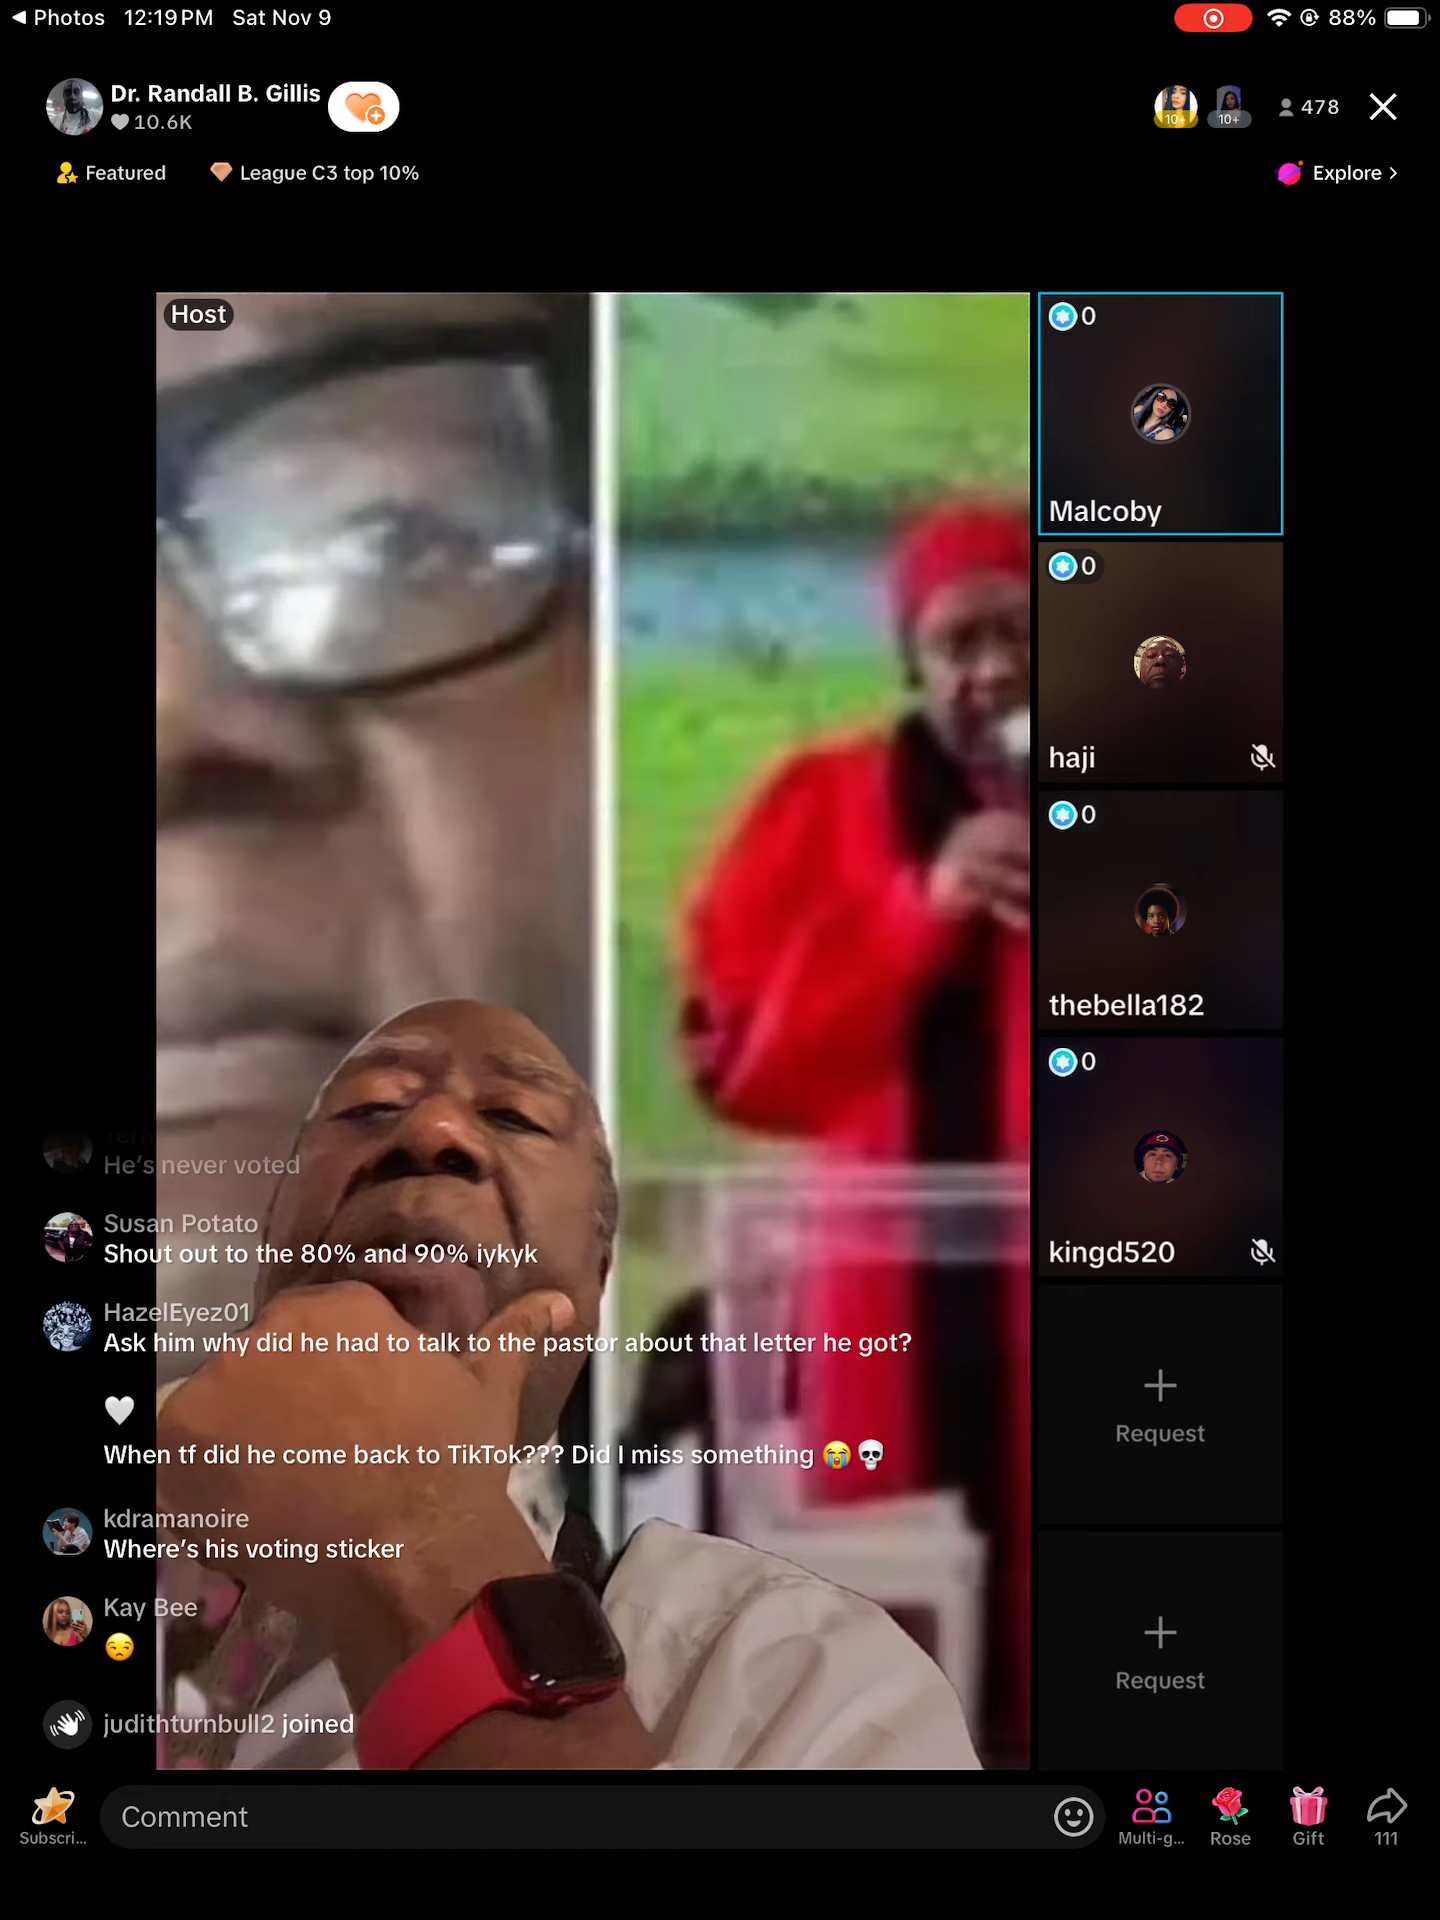 Photos 12:19 PM Sat Nov 9 88%
Dr. Randall B. Gillis
10.6K
10+ 10+ 478
Featured League C3 top 10% Explore
Host
0
Malcoby
0
haji
0
thebella182
0
kingd520
Request
Request
He's never voted
Susan Potato
Shout out to the 80% and 90% iykyk
HazelEyez01
Ask him why did he had to talk to the pastor about that letter he got?
🤍
When tf did he come back to TikTok??? Did I miss something 😭💀
kdramanoire
Where's his voting sticker
Kay Bee
😒
judithturnbull2 joined
Comment
Subscri... Multi-g... Rose Gift 111